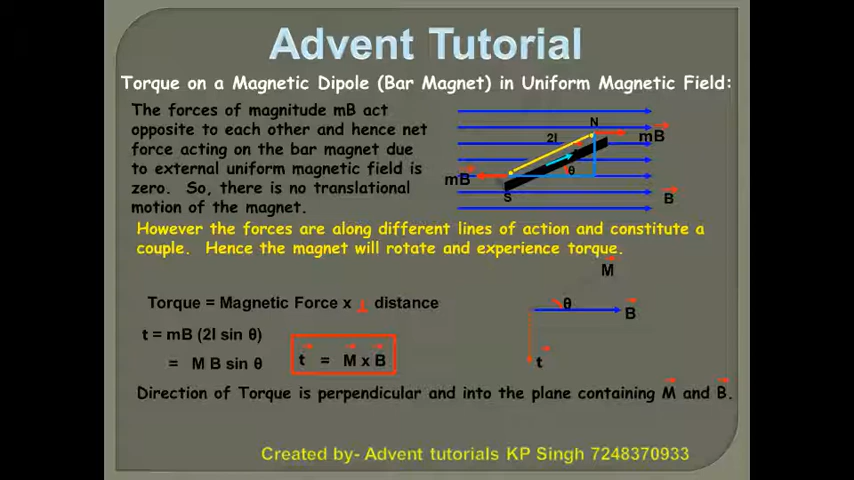 Advent Tutorial
Torque on a Magnetic Dipole (Bar Magnet) in Uniform Magnetic Field:
The forces of magnitude mB act
opposite to each other and hence net
force acting on the bar magnet due
to external uniform magnetic field is
zero. So, there is no translational
motion of the magnet.
N
2l
mB
θ
mB
S
B
However the forces are along different lines of action and constitute a
couple. Hence the magnet will rotate and experience torque.
M
Torque = Magnetic Force x ⊥ distance
θ
B
t = mB (2l sin θ)
= M B sin θ
t = M x B
t
Direction of Torque is perpendicular and into the plane containing M and B.
Created by- Advent tutorials KP Singh 7248370933